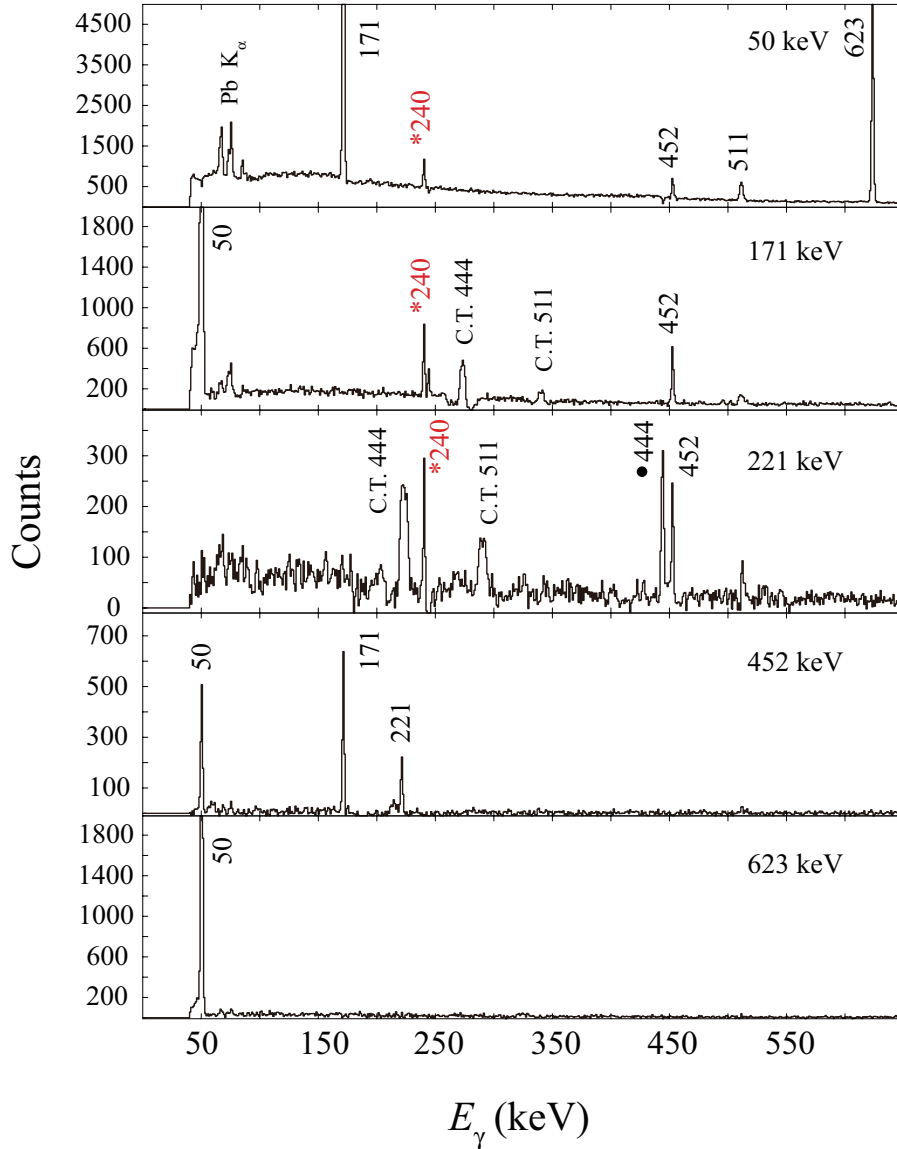 Counts
4500
3500
2500
1500
500
Pb Kα
171
*240
452
511
623
50 keV
1800
1400
1000
600
200
50
*240
C.T. 444
C.T. 511
452
171 keV
300
200
100
0
C.T. 444
*240
C.T. 511
●444
452
221 keV
700
500
300
100
50
171
221
452 keV
1800
1400
1000
600
200
50
623 keV
50 150 250 350 450 550
Eγ (keV)